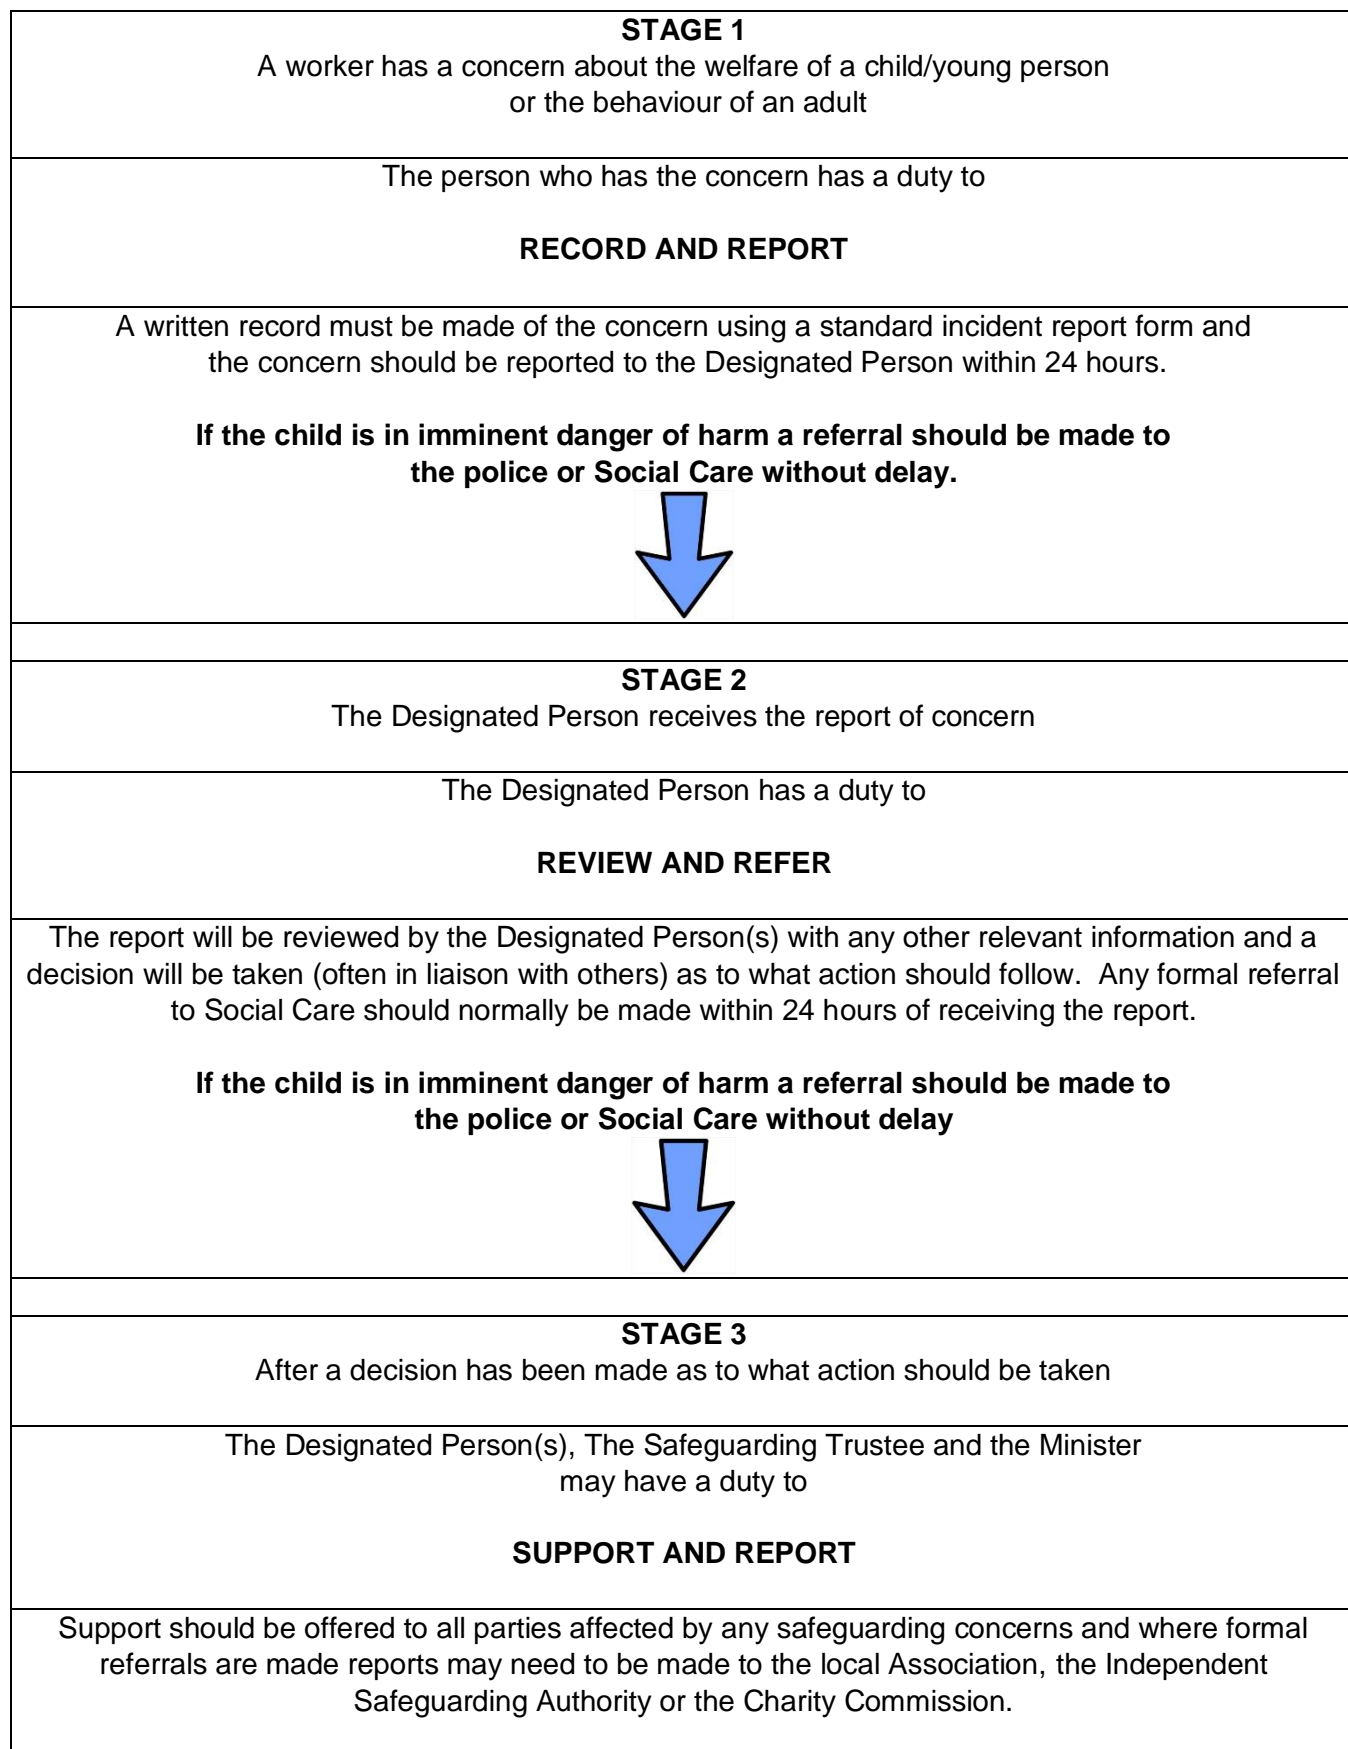 STAGE 1
A worker has a concern about the welfare of a child/young person
or the behaviour of an adult
The person who has the concern has a duty to
RECORD AND REPORT
A written record must be made of the concern using a standard incident report form and
the concern should be reported to the Designated Person within 24 hours.
If the child is in imminent danger of harm a referral should be made to
the police or Social Care without delay.
STAGE 2
The Designated Person receives the report of concern
The Designated Person has a duty to
REVIEW AND REFER
The report will be reviewed by the Designated Person(s) with any other relevant information and a
decision will be taken (often in liaison with others) as to what action should follow.  Any formal referral
to Social Care should normally be made within 24 hours of receiving the report.
If the child is in imminent danger of harm a referral should be made to
the police or Social Care without delay
STAGE 3
After a decision has been made as to what action should be taken
The Designated Person(s), The Safeguarding Trustee and the Minister
may have a duty to
SUPPORT AND REPORT
Support should be offered to all parties affected by any safeguarding concerns and where formal
referrals are made reports may need to be made to the local Association, the Independent
Safeguarding Authority or the Charity Commission.